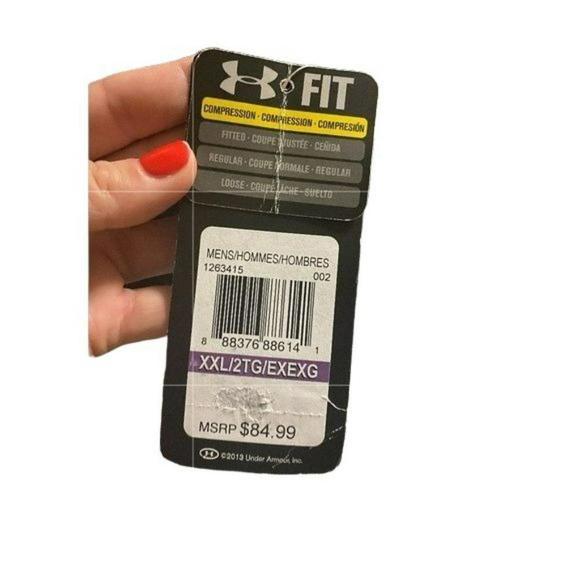 FIT
COMPRESSION · COMPRESSION · COMPRESIÓN
FITTED · COUPE AJUSTÉE · CEÑIDA
REGULAR · COUPE NORMALE · REGULAR
LOOSE · COUPE LÂCHE · SUELTO
MENS/HOMMES/HOMBRES
1263415 002
8 88376 88614 1
XXL/2TG/EXEXG
MSRP $84.99
©2013 Under Armour, Inc.